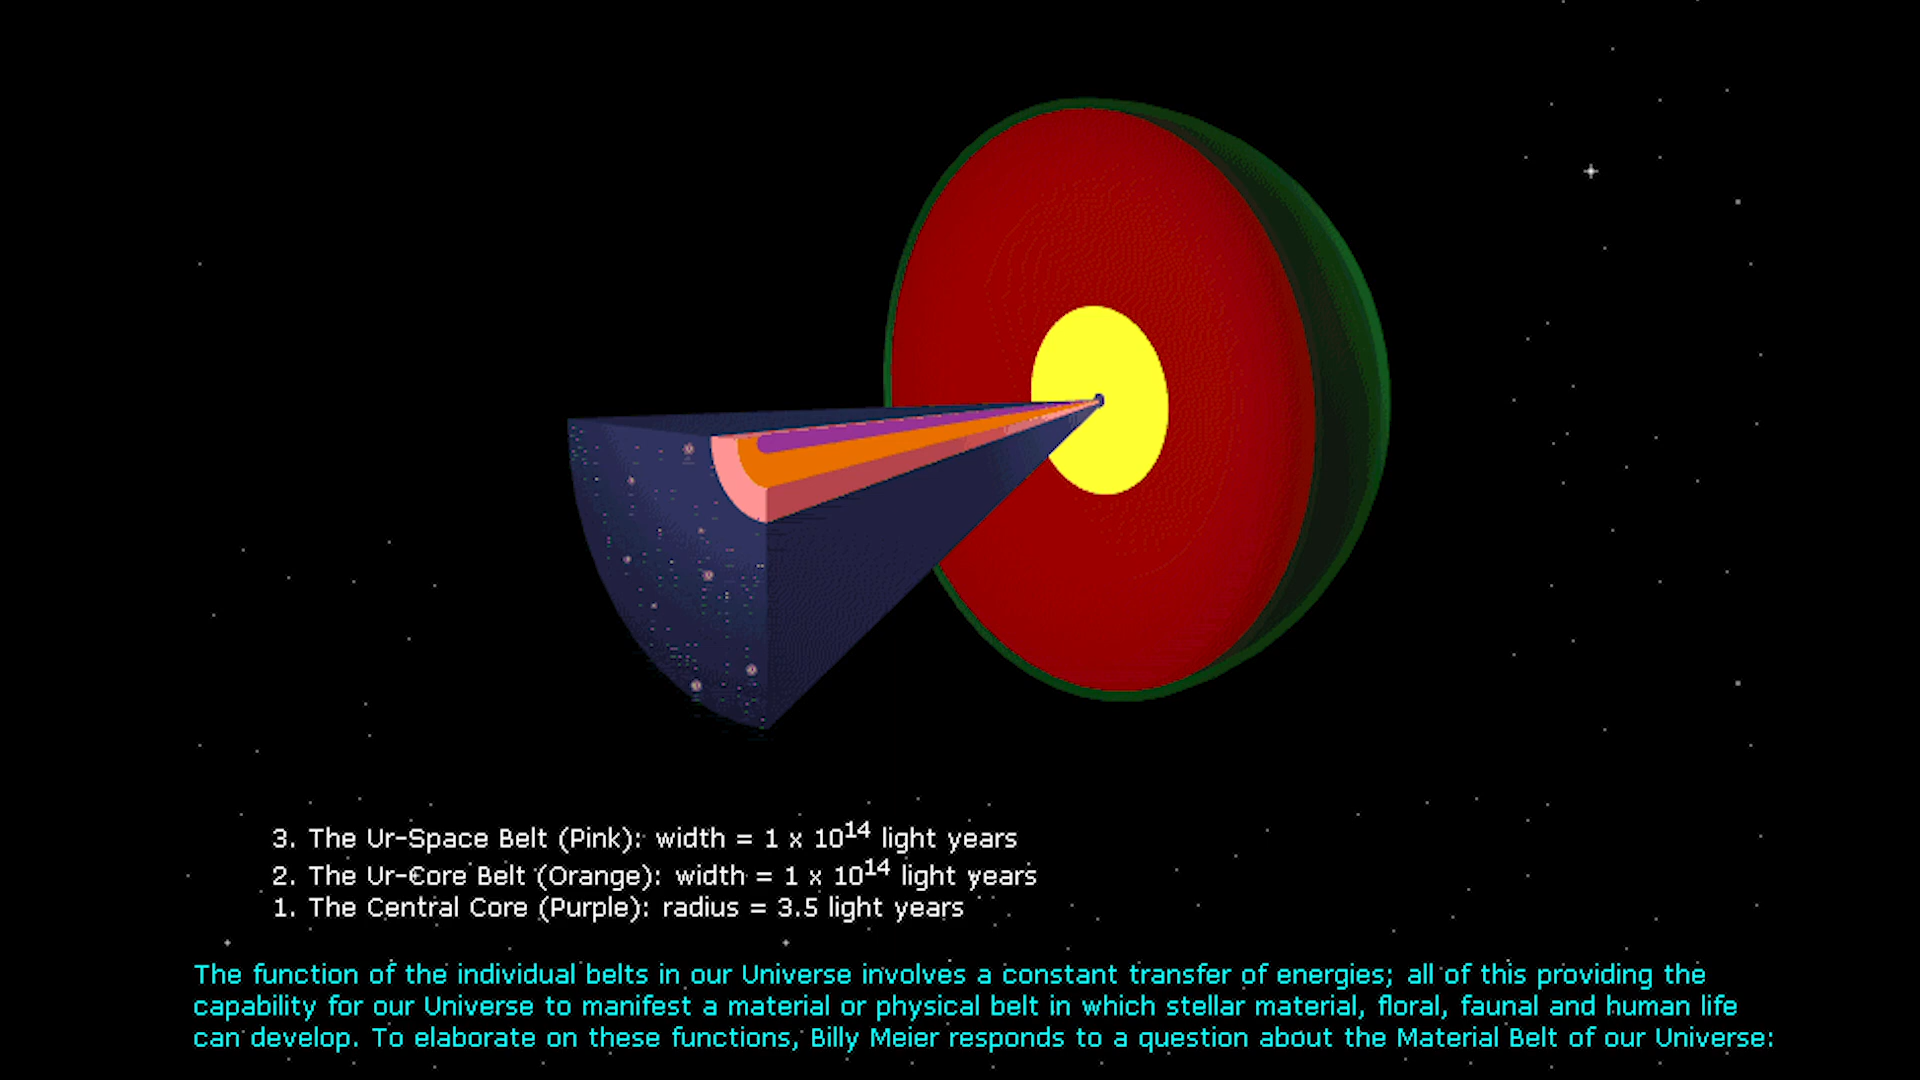 3. The Ur-Space Belt (Pink): width = 1 x 10¹⁴ light years
2. The Ur-Core Belt (Orange): width = 1 x 10¹⁴ light years
1. The Central Core (Purple): radius = 3.5 light years
The function of the individual belts in our Universe involves a constant transfer of energies; all of this providing the
capability for our Universe to manifest a material or physical belt in which stellar material, floral, faunal and human life
can develop. To elaborate on these functions, Billy Meier responds to a question about the Material Belt of our Universe: